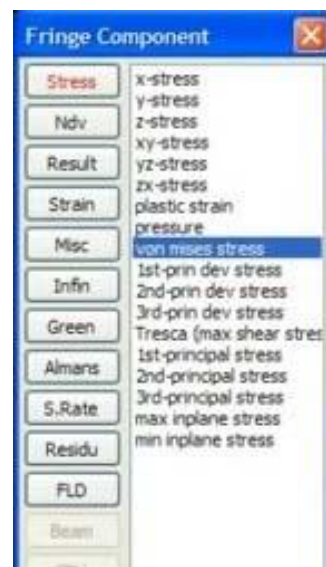 Fringe Component
Stress
Ndv
Result
Strain
Misc
Infin
Green
Almans
S.Rate
Residu
FLD
Beam
x-stress
y-stress
z-stress
xy-stress
yz-stress
zx-stress
plastic strain
pressure
von mises stress
1st-prin dev stress
2nd-prin dev stress
3rd-prin dev stress
Tresca (max shear stres
1st-principal stress
2nd-principal stress
3rd-principal stress
max inplane stress
min inplane stress